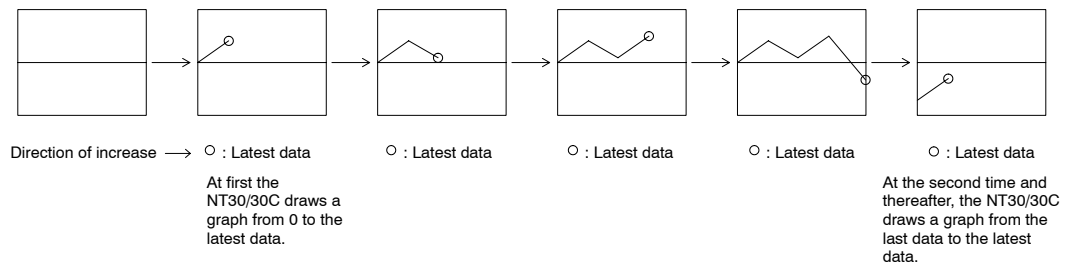 Direction of increase
: Latest data
: Latest data
: Latest data
: Latest data
: Latest data
At first the
NT30/30C draws a
graph from 0 to the
latest data.
At the second time and
thereafter, the NT30/30C
draws a graph from the
last data to the latest
data.